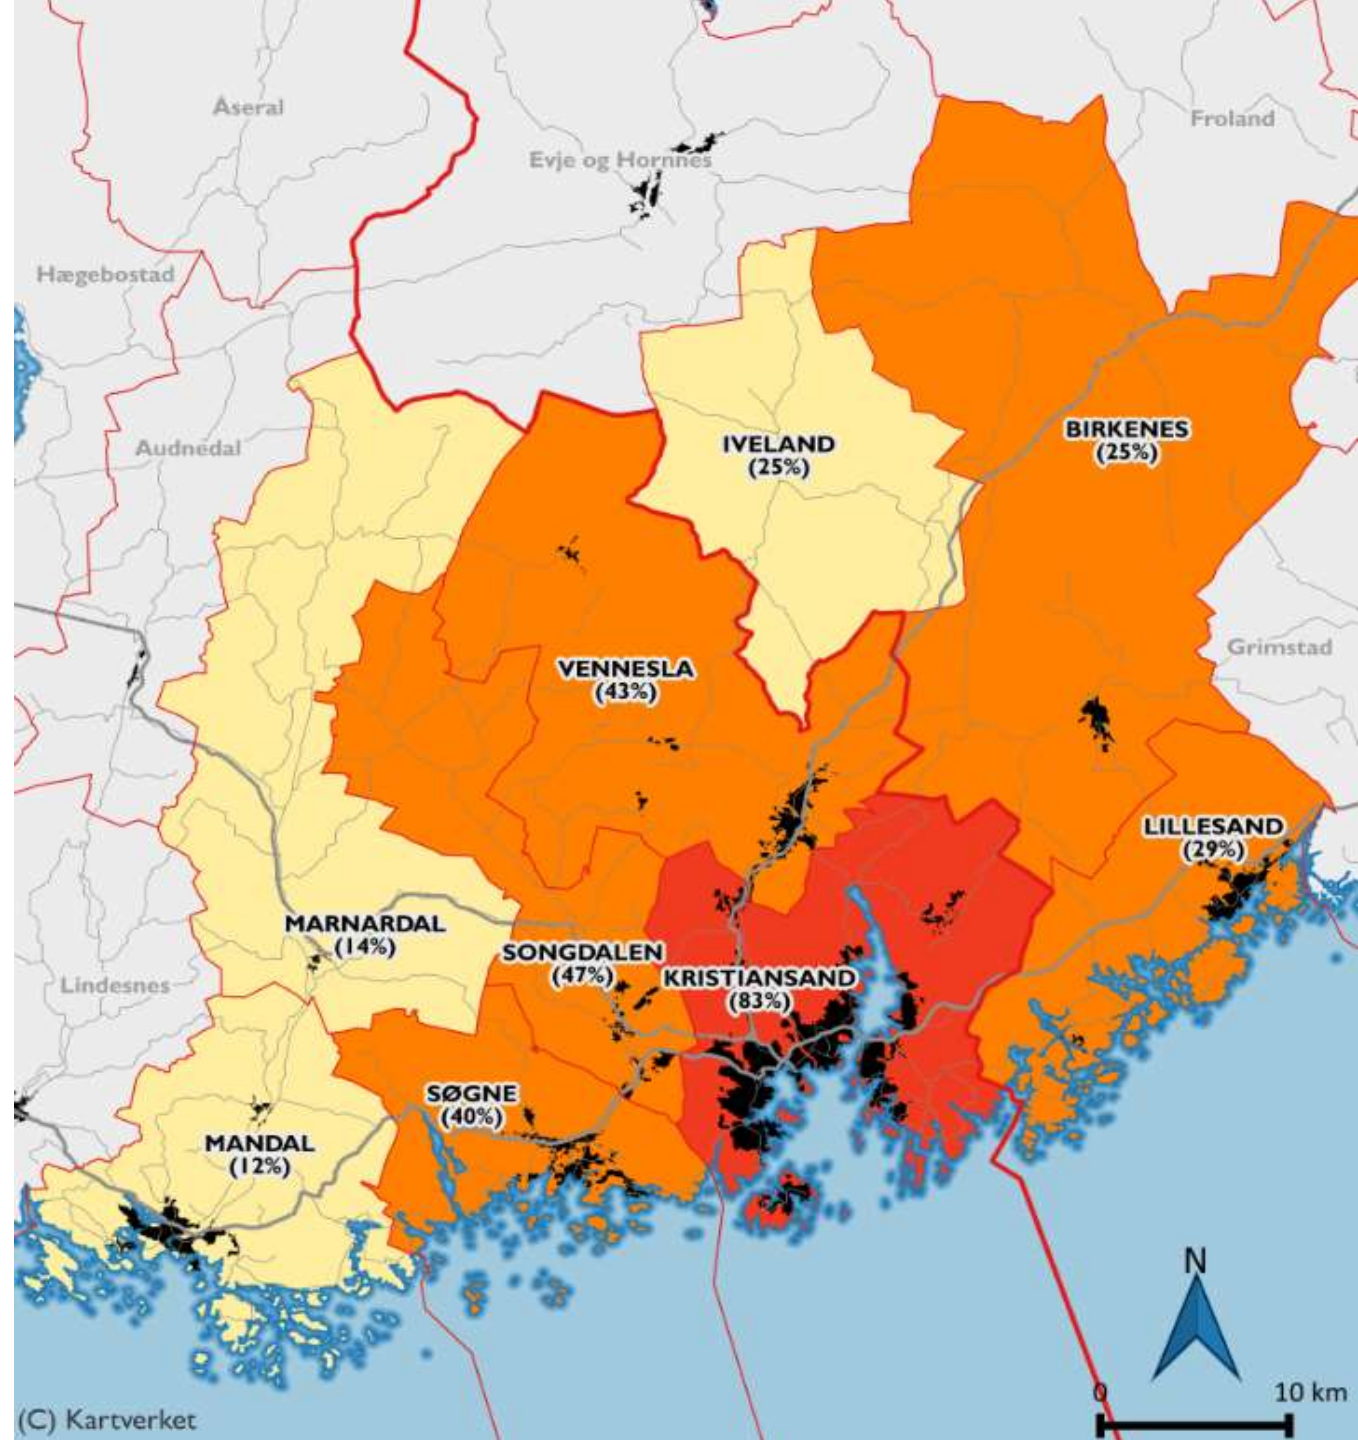 Åseral
Froland
Evje og Hornnes
Hægebostad
Audnedal
IVELAND
(25%)
BIRKENES
(25%)
VENNESLA
(43%)
Grimstad
LILLESAND
(29%)
MARNARDAL
(14%)
SONGDALEN
(47%)
KRISTIANSAND
(83%)
Lindesnes
SØGNE
(40%)
MANDAL
(12%)
N
0
10 km
(C) Kartverket